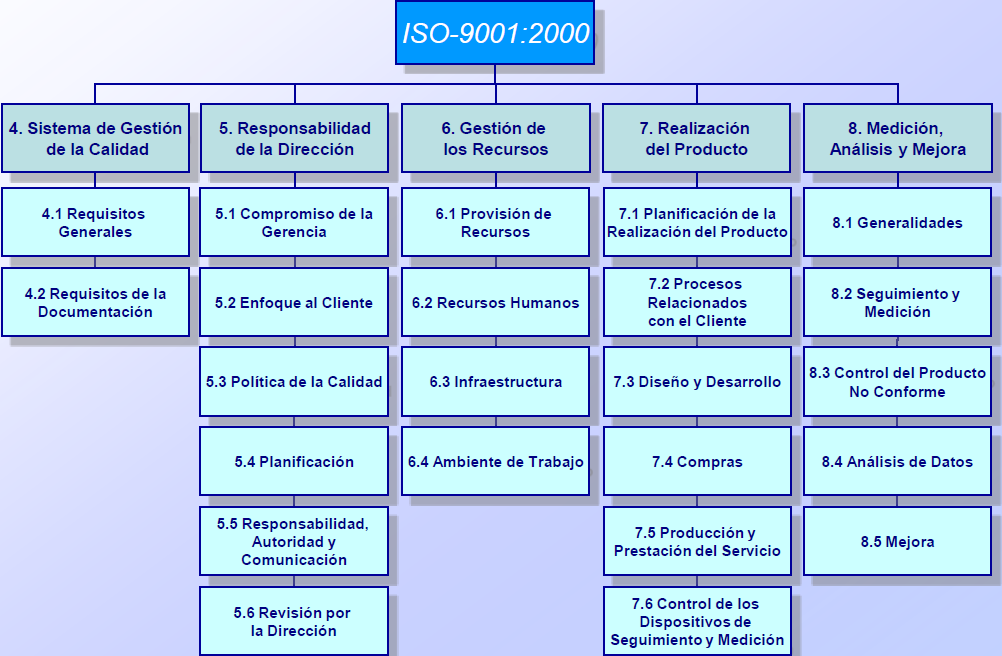 ISO-9001:2000
4. Sistema de Gestión
de la Calidad
4.1 Requisitos
Generales
4.2 Requisitos de la
Documentación
5. Responsabilidad
de la Dirección
5.1 Compromiso de la
Gerencia
5.2 Enfoque al Cliente
5.3 Política de la Calidad
5.4 Planificación
5.5 Responsabilidad,
Autoridad y
Comunicación
5.6 Revisión por
la Dirección
6. Gestión de
los Recursos
6.1 Provisión de
Recursos
6.2 Recursos Humanos
6.3 Infraestructura
6.4 Ambiente de Trabajo
7. Realización
del Producto
7.1 Planificación de la
Realización del Producto
7.2 Procesos
Relacionados
con el Cliente
7.3 Diseño y Desarrollo
7.4 Compras
7.5 Producción y
Prestación del Servicio
7.6 Control de los
Dispositivos de
Seguimiento y Medición
8. Medición,
Análisis y Mejora
8.1 Generalidades
8.2 Seguimiento y
Medición
8.3 Control del Producto
No Conforme
8.4 Análisis de Datos
8.5 Mejora